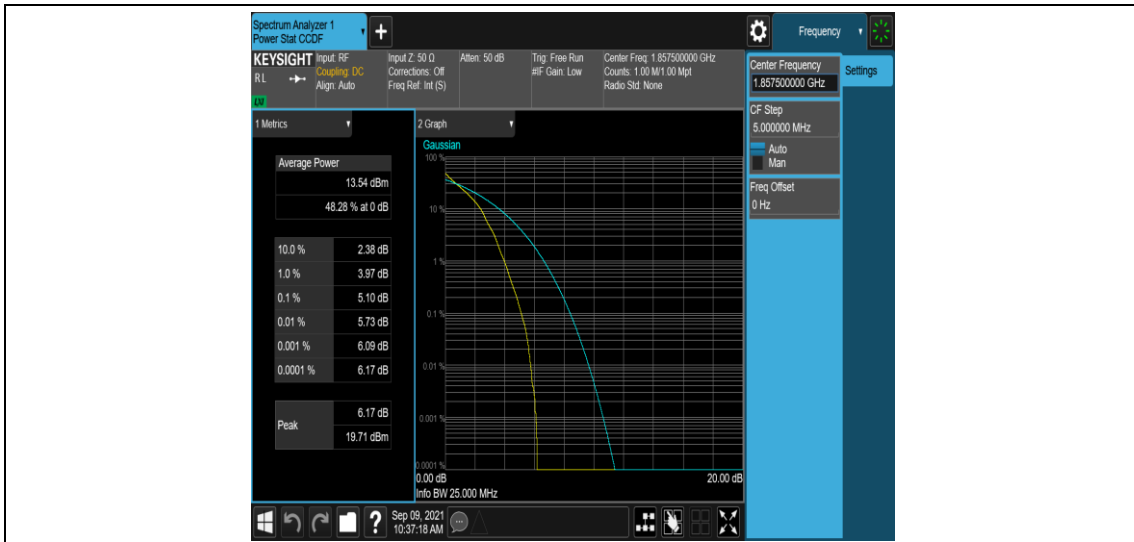 Spectrum Analyzer 1
Power Stat CCDF
Frequency
KEYSIGHT
RL
LXI
Input: RF
Coupling: DC
Align: Auto
Input Z: 50 Ω
Corrections: Off
Freq Ref: Int (S)
Atten: 50 dB
Trig: Free Run
#IF Gain: Low
Center Freq: 1.857500000 GHz
Counts: 1.00 M/1.00 Mpt
Radio Std: None
Center Frequency
1.857500000 GHz
Settings
CF Step
5.000000 MHz
Auto
Man
Freq Offset
0 Hz
1 Metrics
Average Power
13.54 dBm
48.28 % at 0 dB
10.0 % 2.38 dB
1.0 % 3.97 dB
0.1 % 5.10 dB
0.01 % 5.73 dB
0.001 % 6.09 dB
0.0001 % 6.17 dB
Peak
6.17 dB
19.71 dBm
2 Graph
Gaussian
100 %
10 %
1 %
0.1 %
0.01 %
0.001 %
0.0001 %
0.00 dB 20.00 dB
Info BW 25.000 MHz
?
Sep 09, 2021
10:37:18 AM